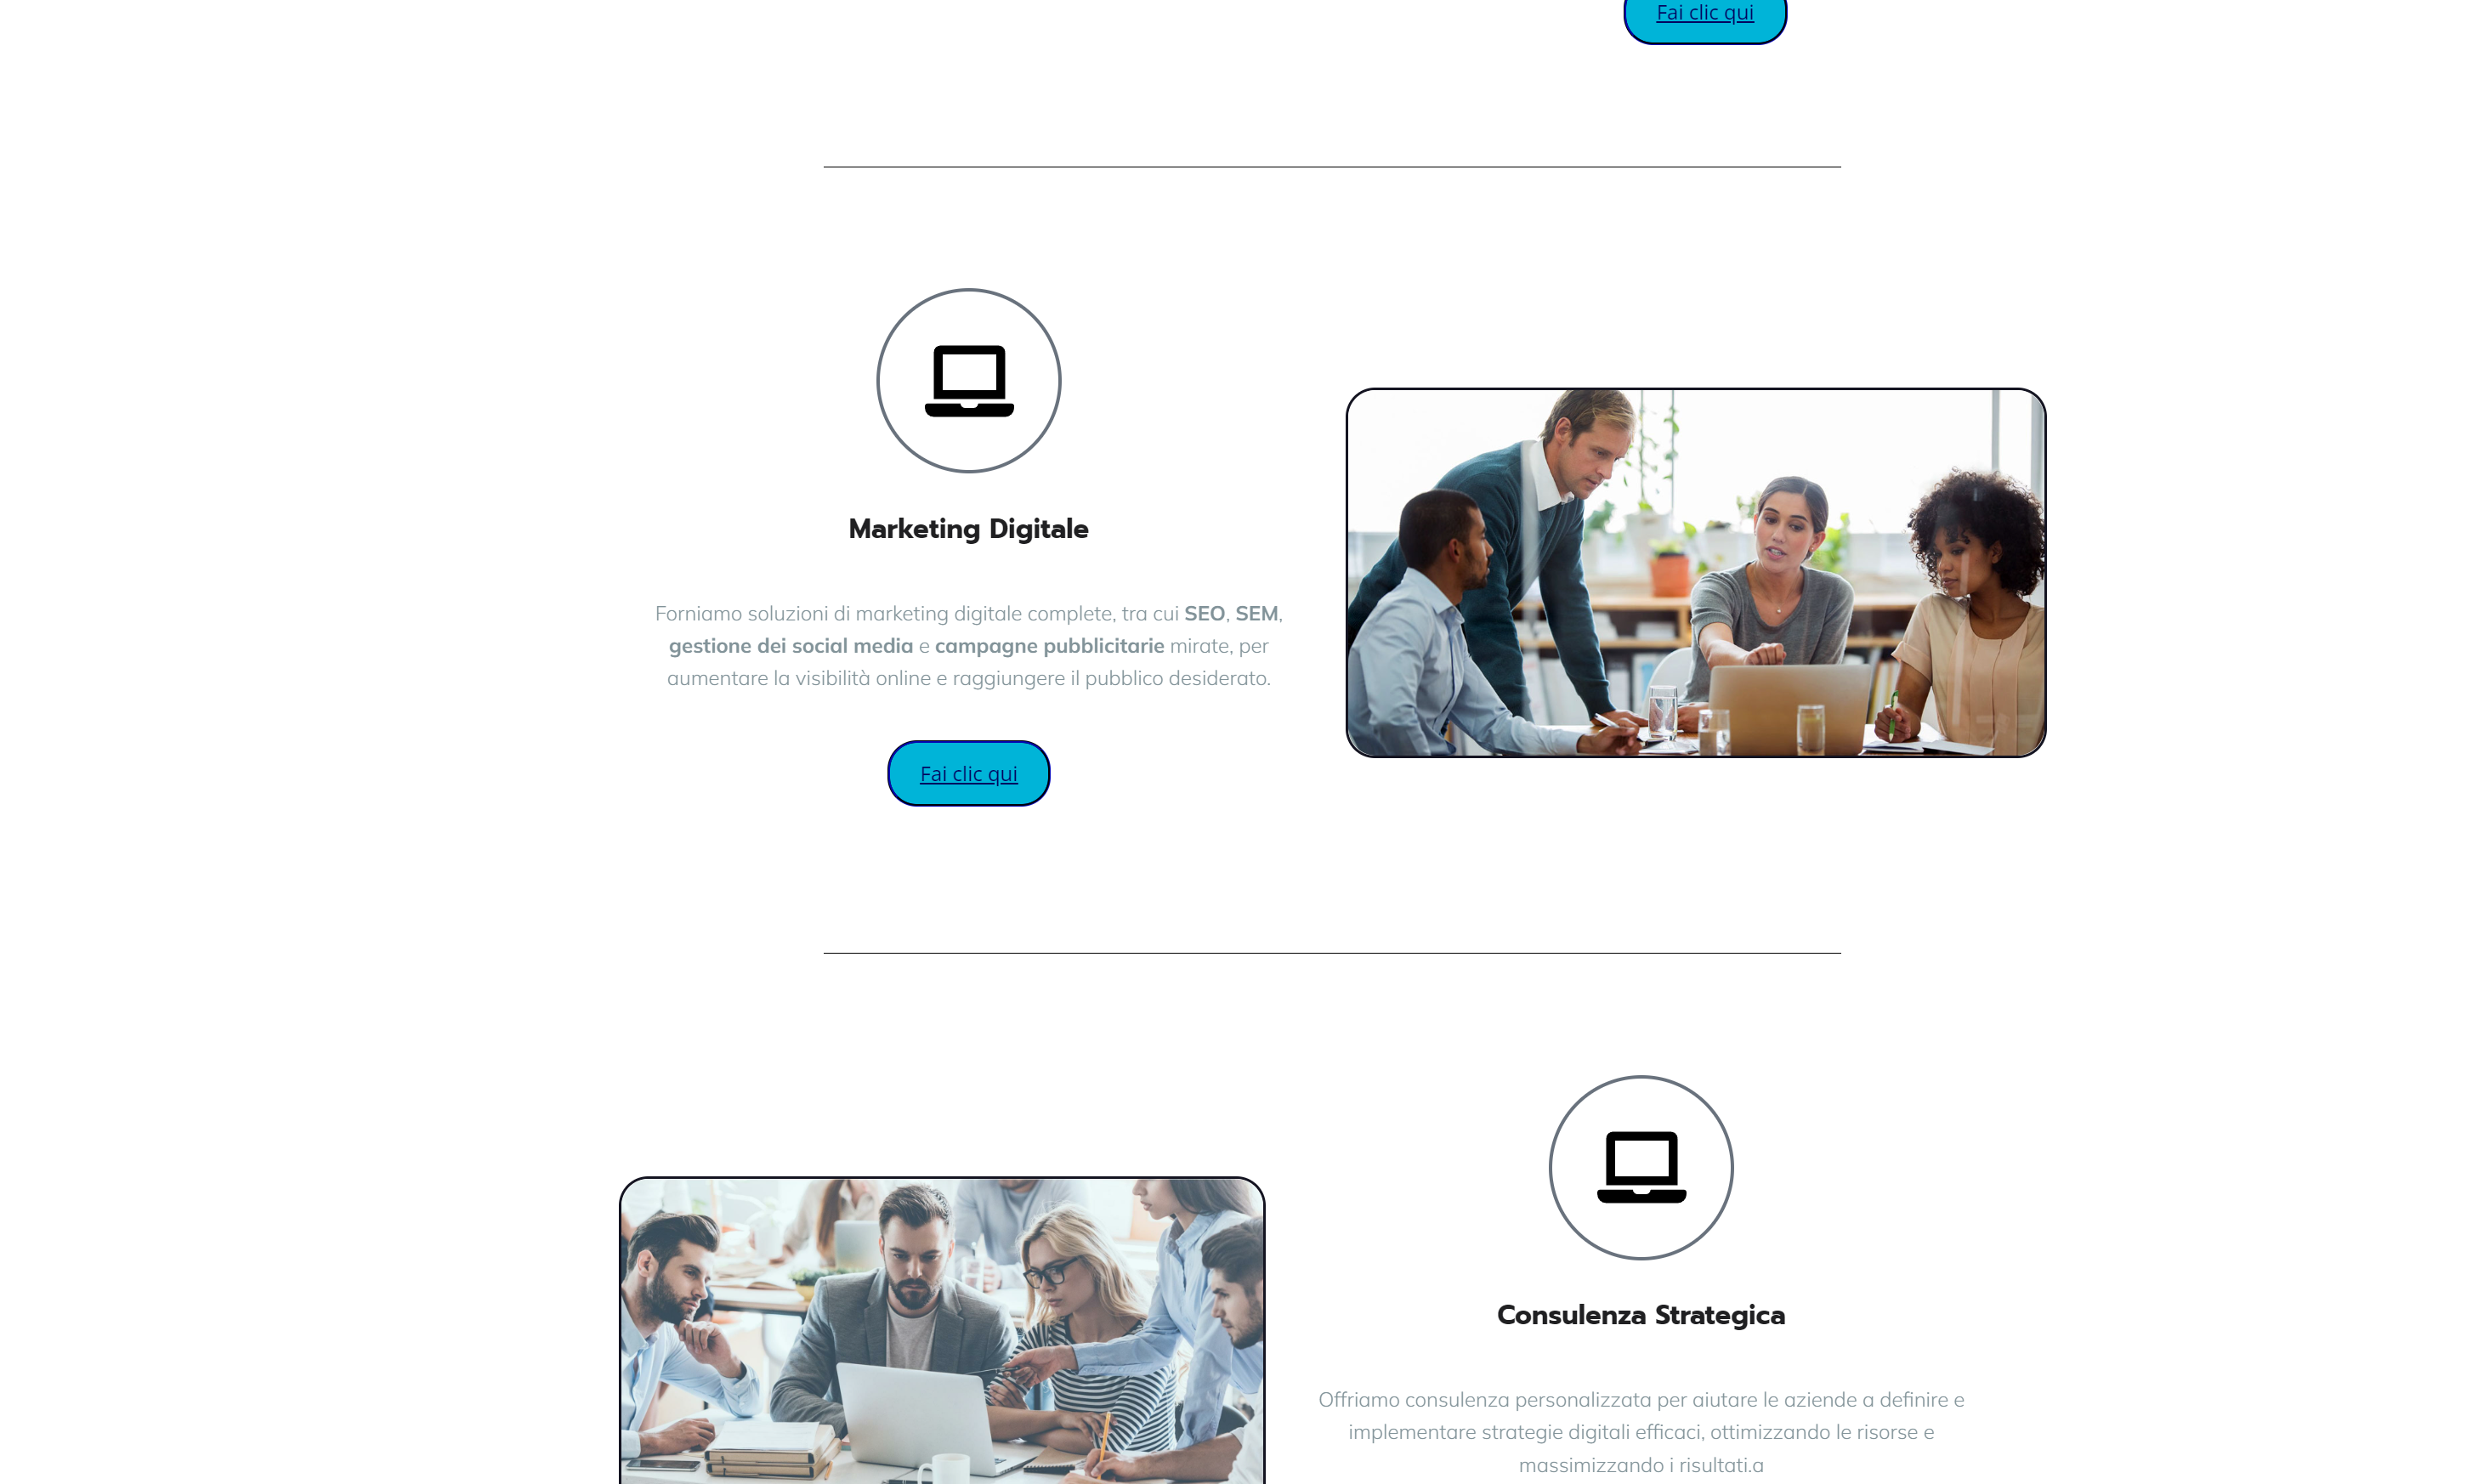 Fai clic qui
Marketing Digitale
Forniamo soluzioni di marketing digitale complete, tra cui SEO, SEM,
gestione dei social media e campagne pubblicitarie mirate, per
aumentare la visibilità online e raggiungere il pubblico desiderato.
Fai clic qui
Consulenza Strategica
Offriamo consulenza personalizzata per aiutare le aziende a definire e
implementare strategie digitali efficaci, ottimizzando le risorse e
massimizzando i risultati.a